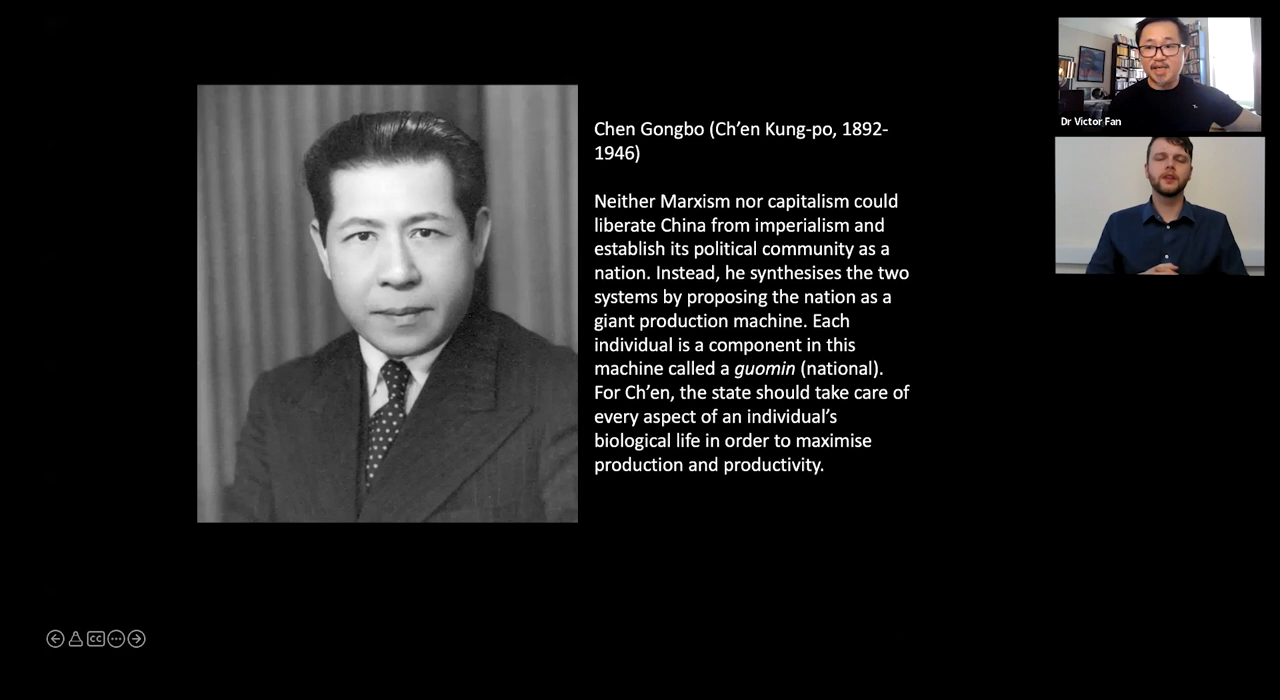 Chen Gongbo (Ch’en Kung-po, 1892-
1946)
Neither Marxism nor capitalism could
liberate China from imperialism and
establish its political community as a
nation. Instead, he synthesises the two
systems by proposing the nation as a
giant production machine. Each
individual is a component in this
machine called a guomin (national).
For Ch’en, the state should take care of
every aspect of an individual’s
biological life in order to maximise
production and productivity.
Dr Victor Fan
CC